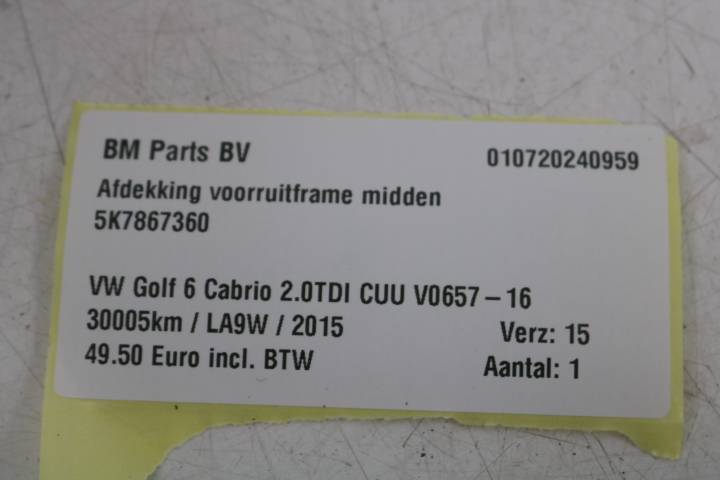 BM Parts BV 010720240959
Afdekking voorruitframe midden
5K7867360
VW Golf 6 Cabrio 2.0TDI CUU V0657-16
30005km / LA9W / 2015 Verz: 15
49.50 Euro incl. BTW Aantal: 1